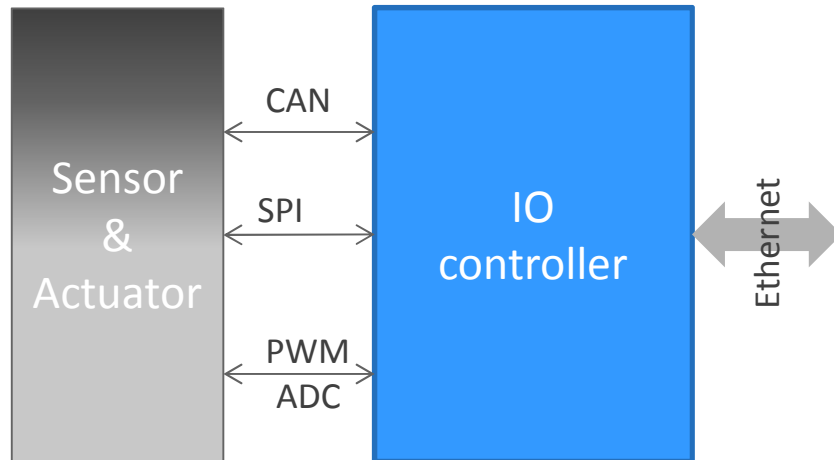 Sensor
&
Actuator
CAN
SPI
PWM
ADC
IO
controller
Ethernet